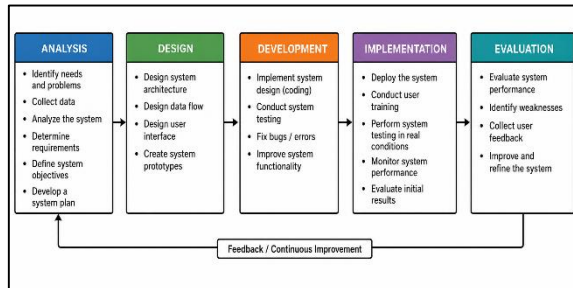 ANALYSIS
• Identify needs
and problems
• Collect data
• Analyze the system
• Determine
requirements
• Define system
objectives
• Develop a
system plan
DESIGN
• Design system
architecture
• Design data flow
• Design user
interface
• Create system
prototypes
DEVELOPMENT
• Implement system
design (coding)
• Conduct system
testing
• Fix bugs / errors
• Improve system
functionality
IMPLEMENTATION
• Deploy the system
• Conduct user
training
• Perform system
testing in real
conditions
• Monitor system
performance
• Evaluate initial
results
EVALUATION
• Evaluate system
performance
• Identify weaknesses
• Collect user
feedback
• Improve and
refine the system
Feedback / Continuous Improvement